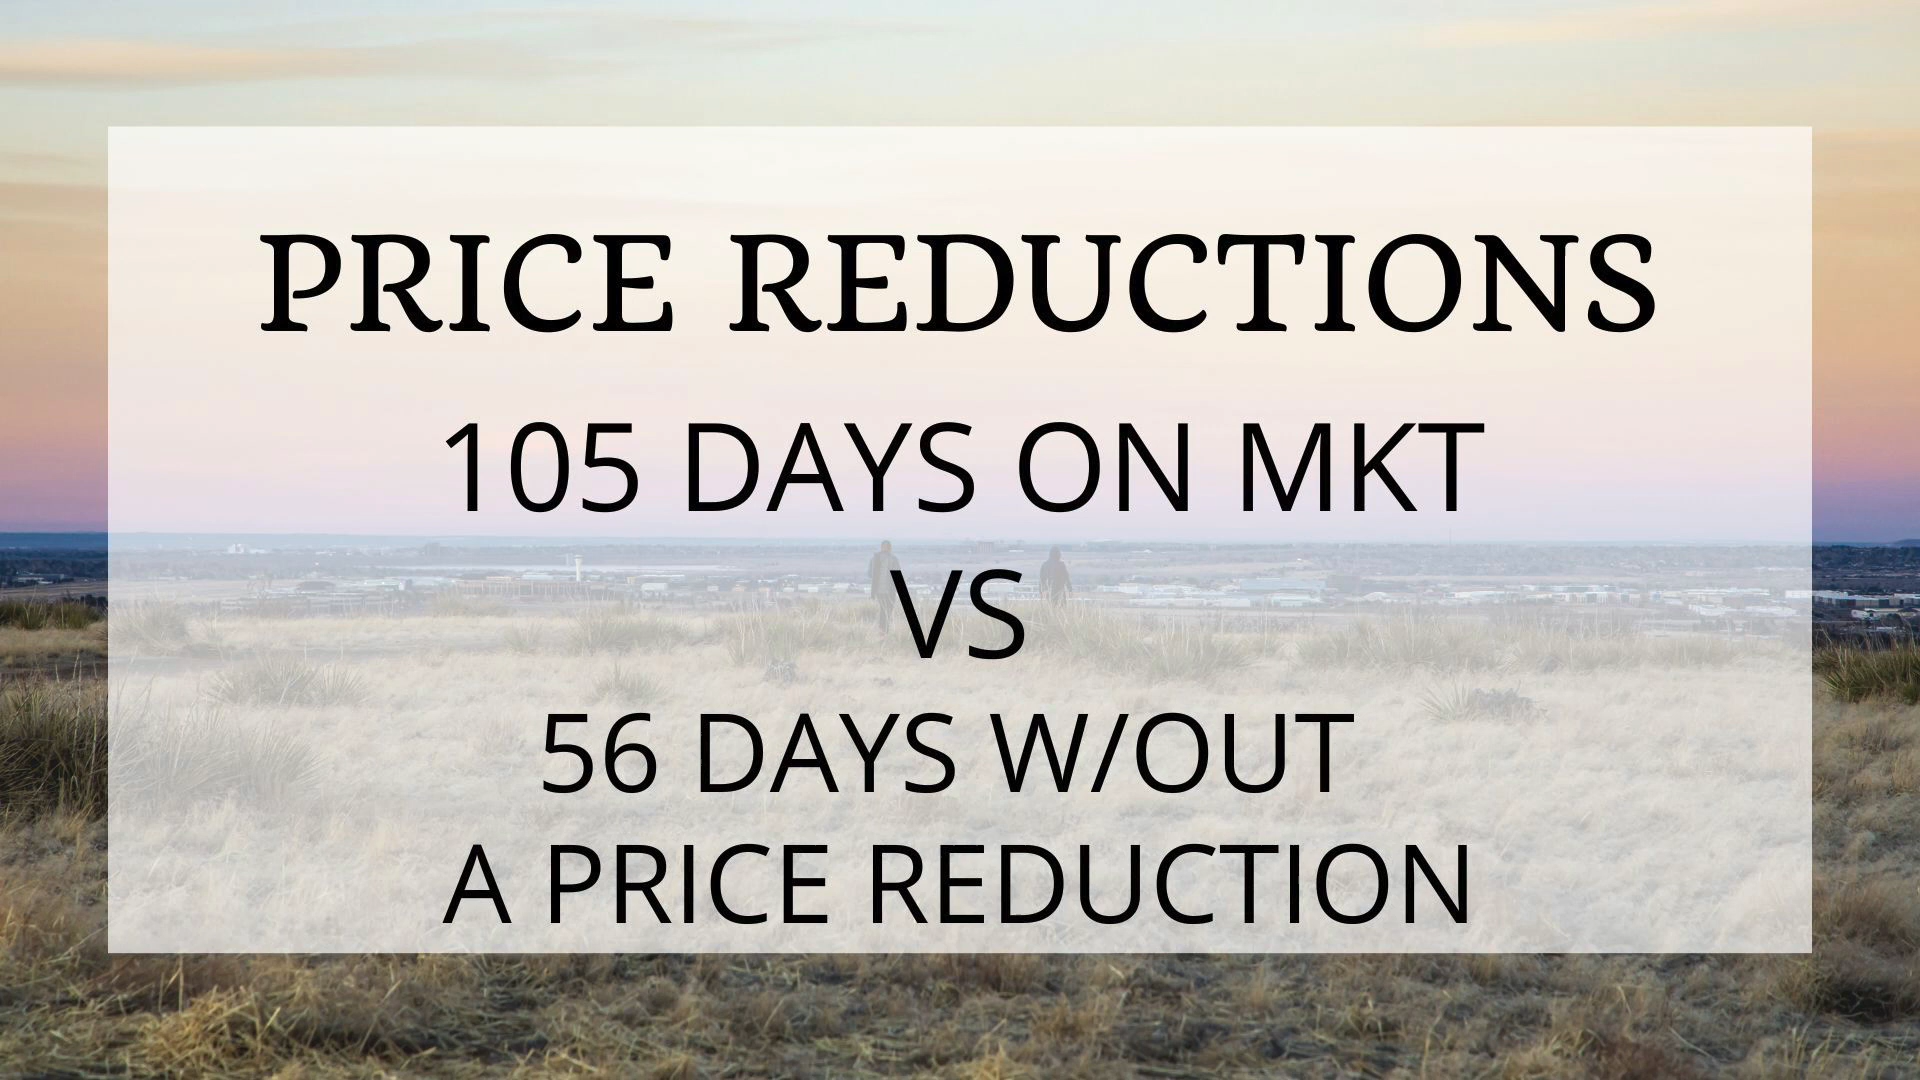 PRICE REDUCTIONS
105 DAYS ON MKT
VS
56 DAYS W/OUT
A PRICE REDUCTION